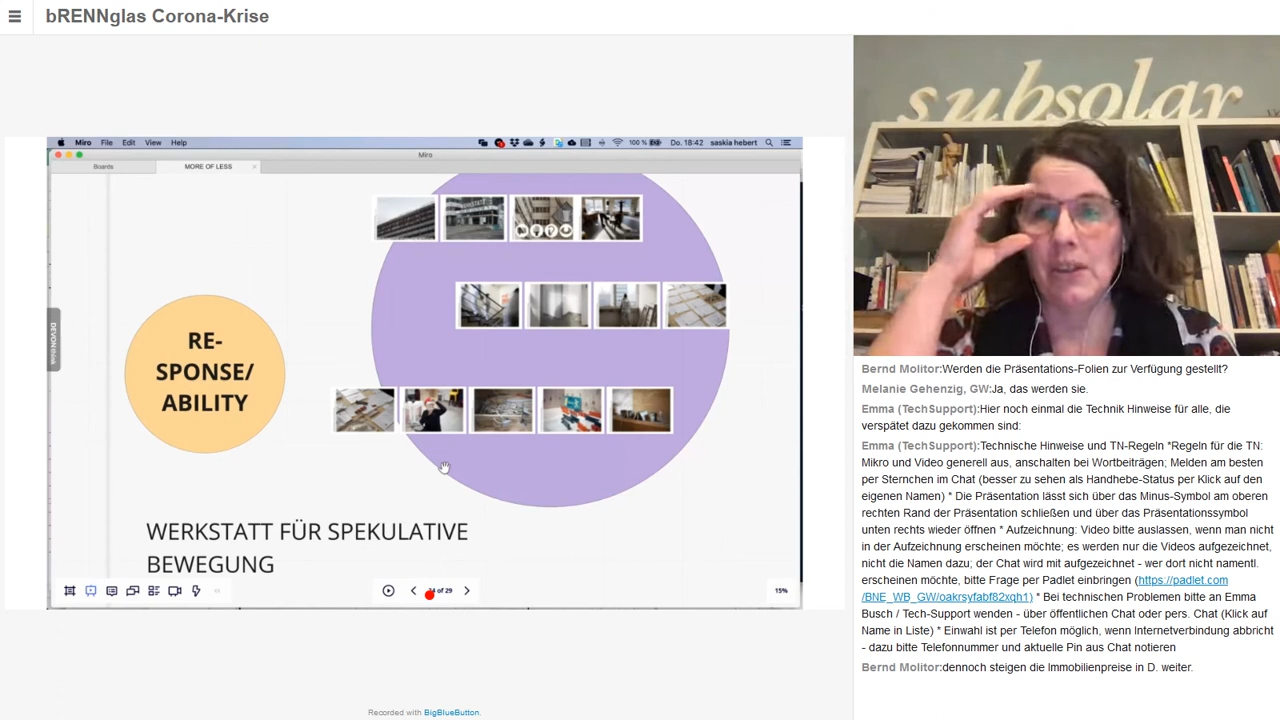 bRENNglas Corona-Krise
Miro File Edit View Help
100 % Do. 18:42 saskia hebert
Miro
Boards
MORE OF LESS
RE-
SPONSE/
ABILITY
WERKSTATT FÜR SPEKULATIVE
BEWEGUNG
DEVONthink
of 29
15%
subsolar
Bernd Molitor:Werden die Präsentations-Folien zur Verfügung gestellt?
Melanie Gehenzig, GW:Ja, das werden sie.
Emma (TechSupport):Hier noch einmal die Technik Hinweise für alle, die
verspätet dazu gekommen sind:
Emma (TechSupport):Technische Hinweise und TN-Regeln *Regeln für die TN:
Mikro und Video generell aus, anschalten bei Wortbeiträgen; Melden am besten
per Sternchen im Chat (besser zu sehen als Handhebe-Status per Klick auf den
eigenen Namen) * Die Präsentation lässt sich über das Minus-Symbol am oberen
rechten Rand der Präsentation schließen und über das Präsentationssymbol
unten rechts wieder öffnen * Aufzeichnung: Video bitte auslassen, wenn man nicht
in der Aufzeichnung erscheinen möchte; es werden nur die Videos aufgezeichnet,
nicht die Namen dazu; der Chat wird mit aufgezeichnet - wer dort nicht namentl.
erscheinen möchte, bitte Frage per Padlet einbringen (https://padlet.com
/BNE_WB_GW/oakrsyfabf82xqh1) * Bei technischen Problemen bitte an Emma
Busch / Tech-Support wenden - über öffentlichen Chat oder pers. Chat (Klick auf
Name in Liste) * Einwahl ist per Telefon möglich, wenn Internetverbindung abbricht
- dazu bitte Telefonnummer und aktuelle Pin aus Chat notieren
Bernd Molitor:dennoch steigen die Immobilienpreise in D. weiter.
Recorded with BigBlueButton.